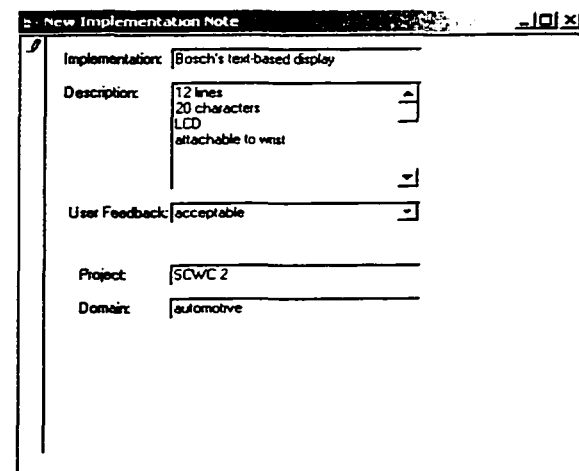 New Implementation Note
Implementation: Bosch's text-based display
Description: 12 lines
20 characters
LCD
attachable to wrist
User Feedback: acceptable
Project: SCWC 2
Domain: automotive